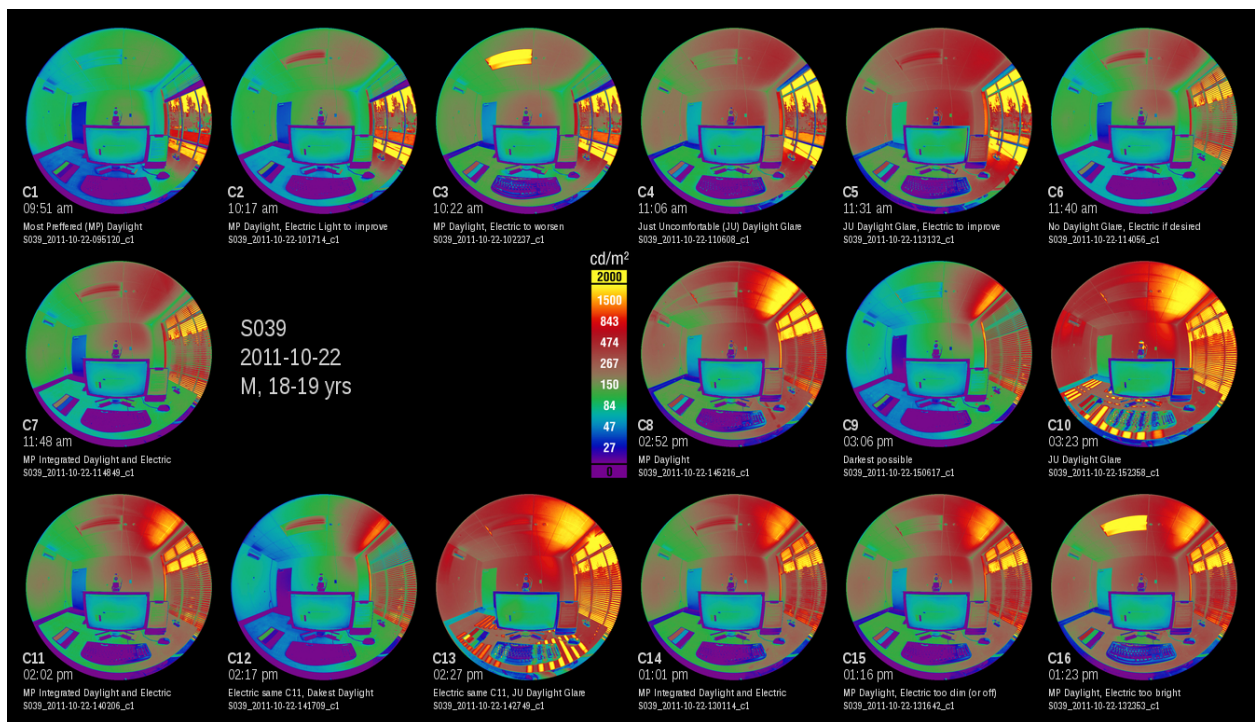 C1
09:51 am
Most Preffered (MP) Daylight
S039_2011-10-22-095120_c1
C2
10:17 am
MP Daylight, Electric Light to improve
S039_2011-10-22-101714_c1
C3
10:22 am
MP Daylight, Electric to worsen
S039_2011-10-22-102237_c1
C4
11:06 am
Just Uncomfortable (JU) Daylight Glare
S039_2011-10-22-110608_c1
C5
11:31 am
JU Daylight Glare, Electric to improve
S039_2011-10-22-113132_c1
C6
11:40 am
No Daylight Glare, Electric if desired
S039_2011-10-22-114056_c1
C7
11:48 am
MP Integrated Daylight and Electric
S039_2011-10-22-114849_c1
S039
2011-10-22
M, 18-19 yrs
cd/m²
2000
1500
843
474
267
150
84
47
27
0
C8
02:52 pm
MP Daylight
S039_2011-10-22-145216_c1
C9
03:06 pm
Darkest possible
S039_2011-10-22-150617_c1
C10
03:23 pm
JU Daylight Glare
S039_2011-10-22-152358_c1
C11
02:02 pm
MP Integrated Daylight and Electric
S039_2011-10-22-140206_c1
C12
02:17 pm
Electric same C11, Dakest Daylight
S039_2011-10-22-141709_c1
C13
02:27 pm
Electric same C11, JU Daylight Glare
S039_2011-10-22-142749_c1
C14
01:01 pm
MP Integrated Daylight and Electric
S039_2011-10-22-130114_c1
C15
01:16 pm
MP Daylight, Electric too dim (or off)
S039_2011-10-22-131642_c1
C16
01:23 pm
MP Daylight, Electric too bright
S039_2011-10-22-132353_c1